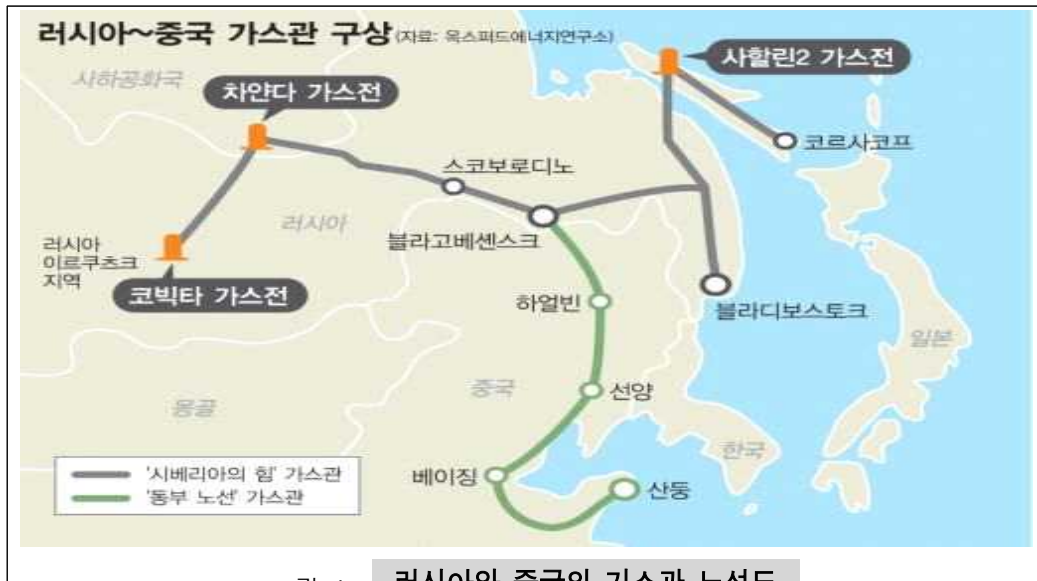 러시아~중국 가스관 구상 (자료: 옥스퍼드에너지연구소)
사할린2 가스전
사하공화국
차얀다 가스전
코르사코프
스코보로디노
러시아
블라고베셴스크
러시아
이르쿠츠크
지역
코빅타 가스전
하얼빈
블라디보스토크
일본
중국
선양
몽골
한국
'시베리아의 힘' 가스관
'동부 노선' 가스관
베이징
산둥
러시아와 중국의 가스관 노선도